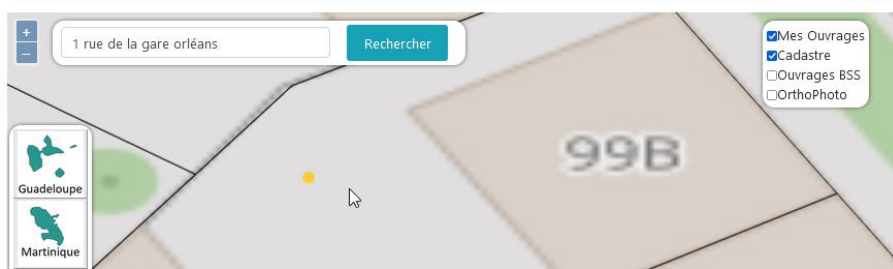 +
−
1 rue de la gare orléans
Rechercher
Mes Ouvrages
Cadastre
Ouvrages BSS
OrthoPhoto
99B
Guadeloupe
Martinique